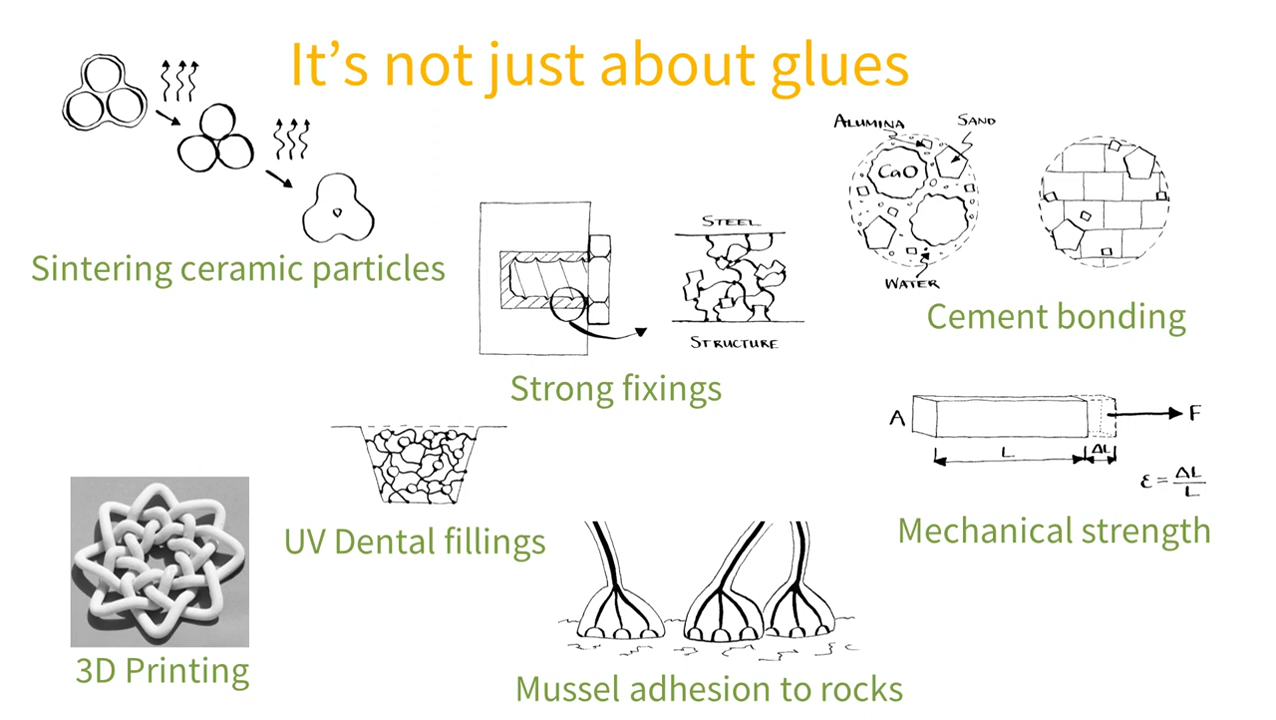 It's not just about glues
Sintering ceramic particles
STEEL
STRUCTURE
Strong fixings
ALUMINA
SAND
CaO
WATER
Cement bonding
UV Dental fillings
A
F
L
ΔL
ε = ΔL
L
Mechanical strength
3D Printing
Mussel adhesion to rocks